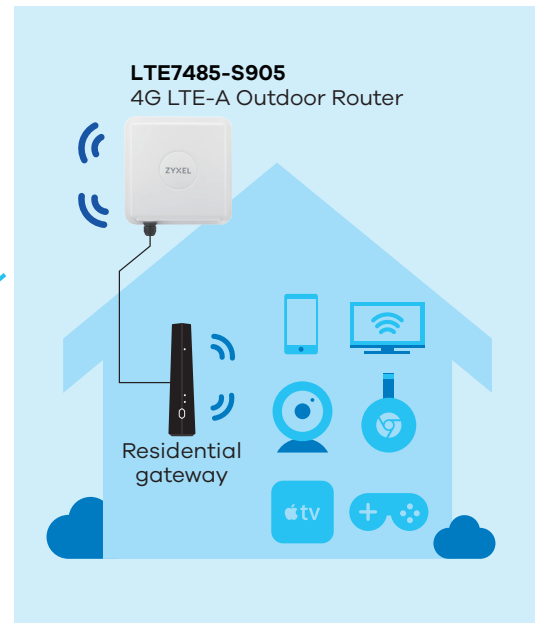 LTE7485-S905
4G LTE-A Outdoor Router
ZYXEL
Residential
gateway
tv